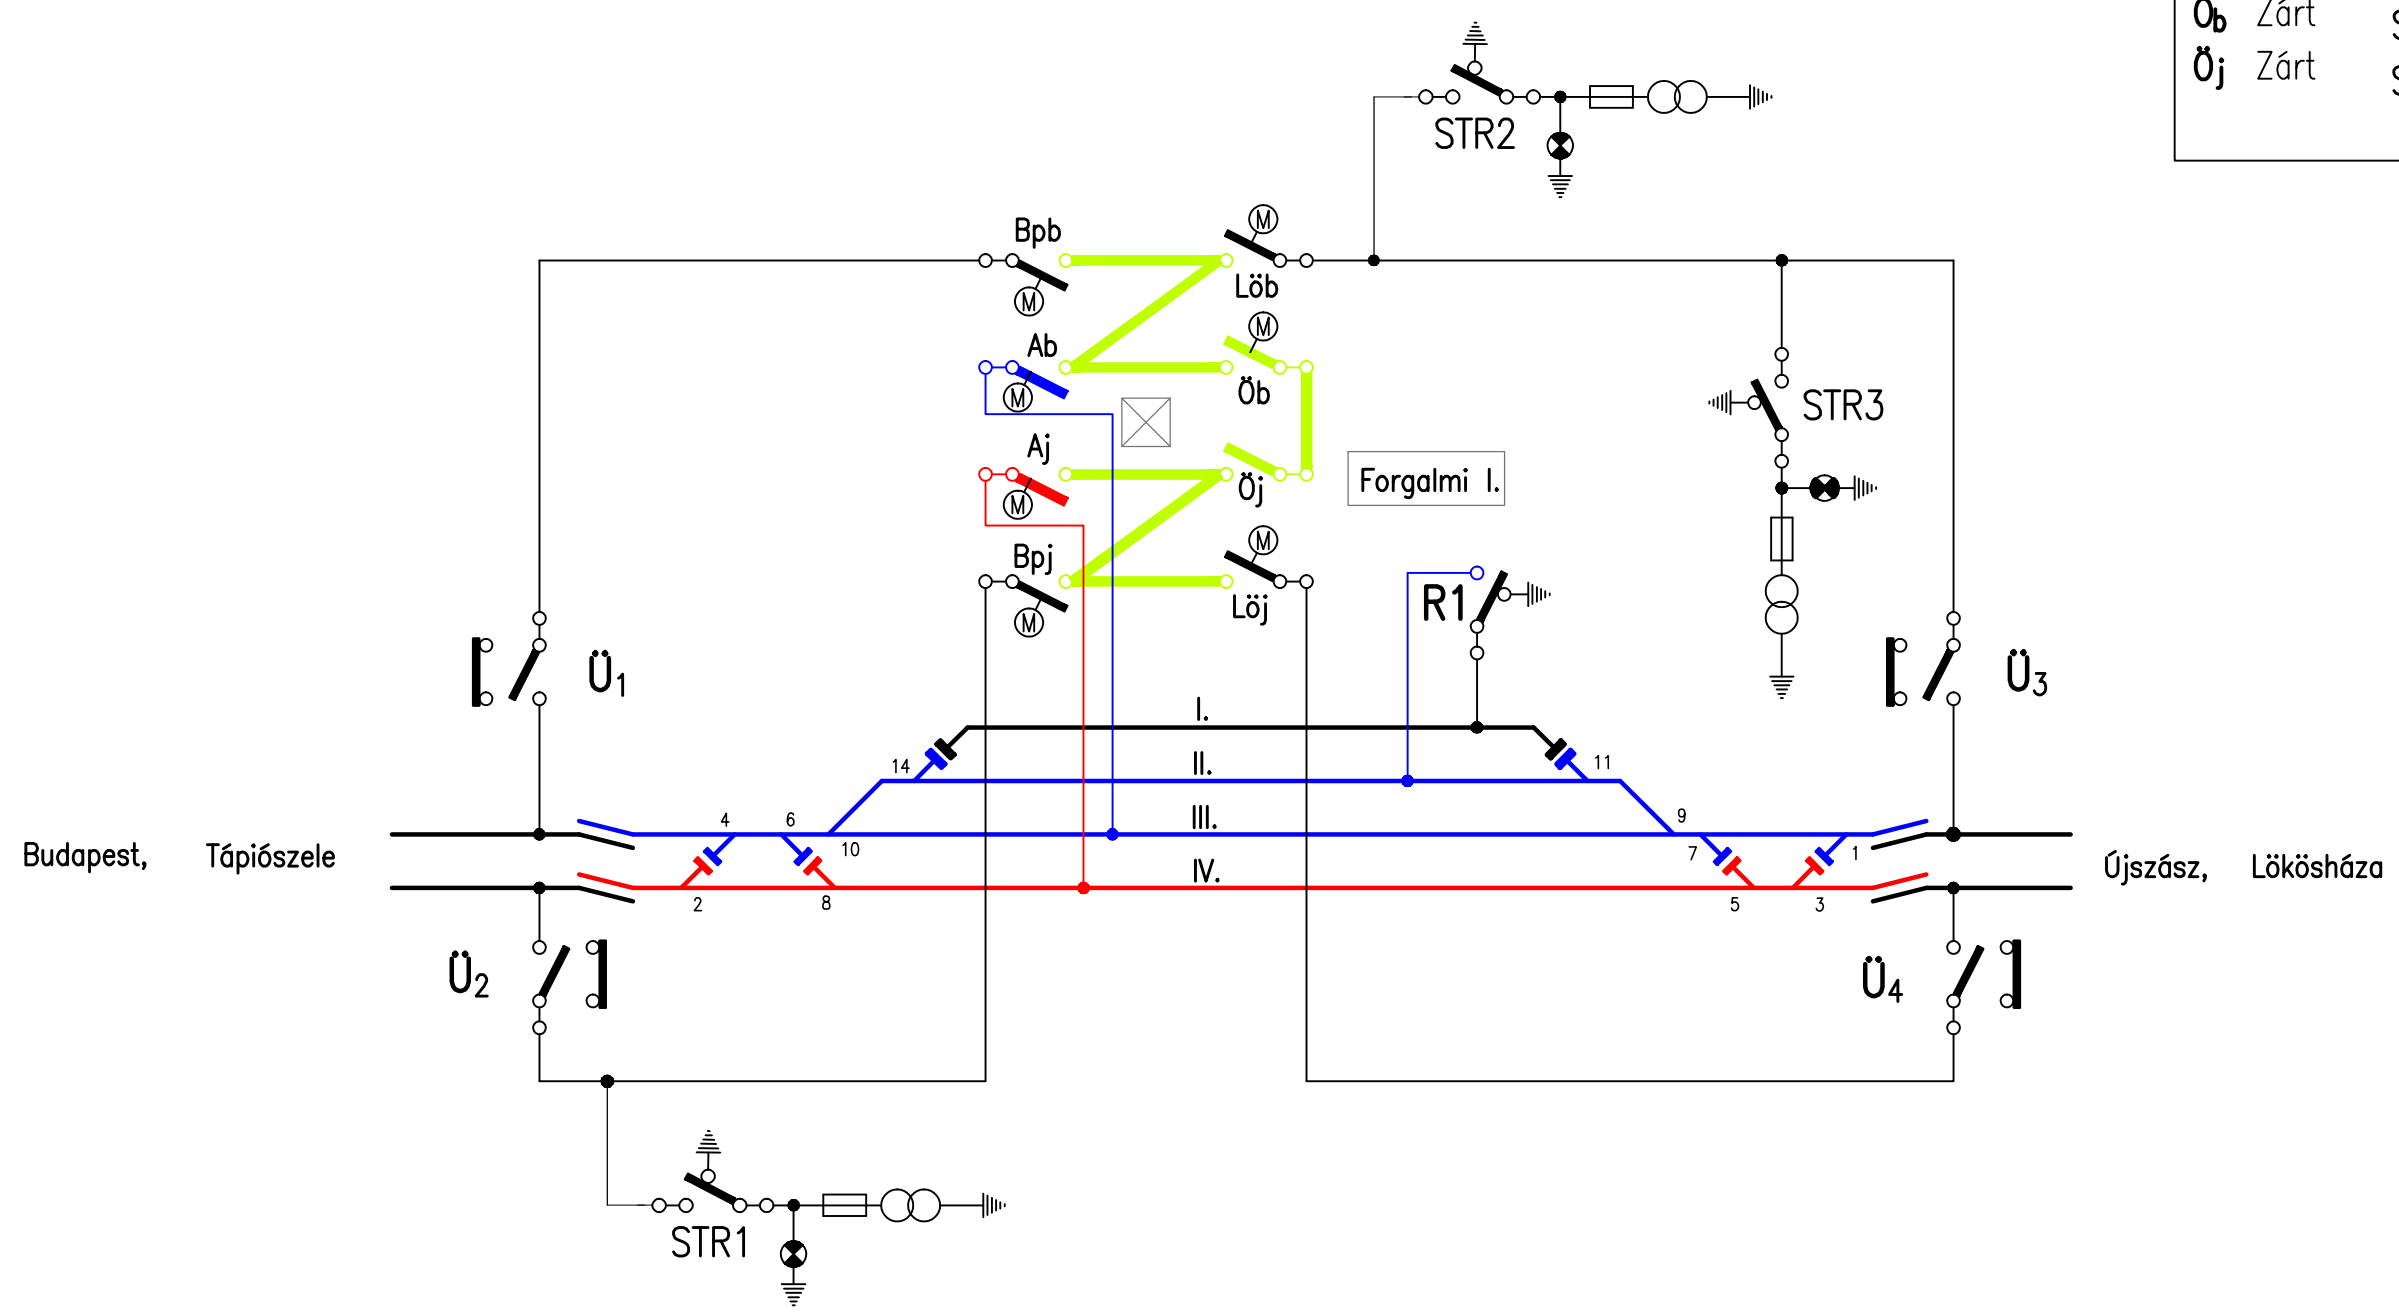 Öb Zárt
Öj Zárt
STR2
M
Bpb
Löb
M
M
Ab
M
Öb
STR3
Aj
M
Öj
Forgalmi I.
Bpj
M
R1
Löj
M
Ü1
Ü3
I.
14
II.
11
4
6
III.
9
Budapest, Tápiószele
10
7
1
Újszász, Lökösháza
IV.
2
8
5
3
Ü2
Ü4
STR1